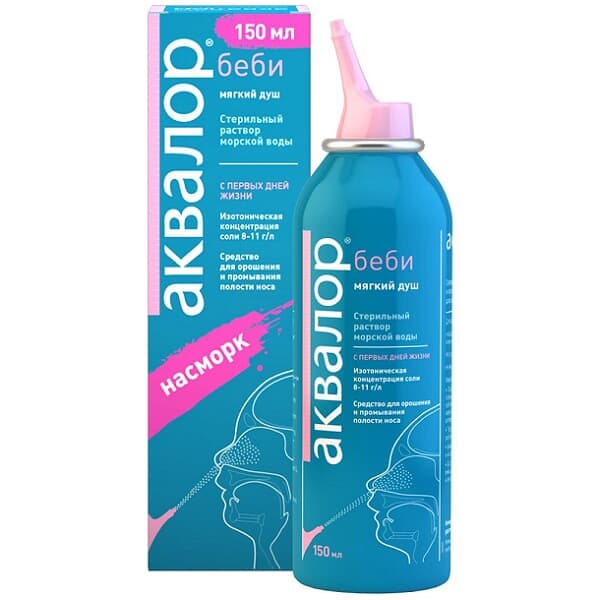 150 мл
аквалор®
беби
мягкий душ
Стерильный
раствор
морской воды
С ПЕРВЫХ ДНЕЙ
ЖИЗНИ
Изотоническая
концентрация
соли 8-11 г/л
Средство
для орошения
и промывания
полости носа
насморк
аквалор®
беби
мягкий душ
Стерильный
раствор
морской воды
С ПЕРВЫХ ДНЕЙ ЖИЗНИ
Изотоническая
концентрация соли
8-11 г/л
Средство для орошения
и промывания
полости носа
150 мл